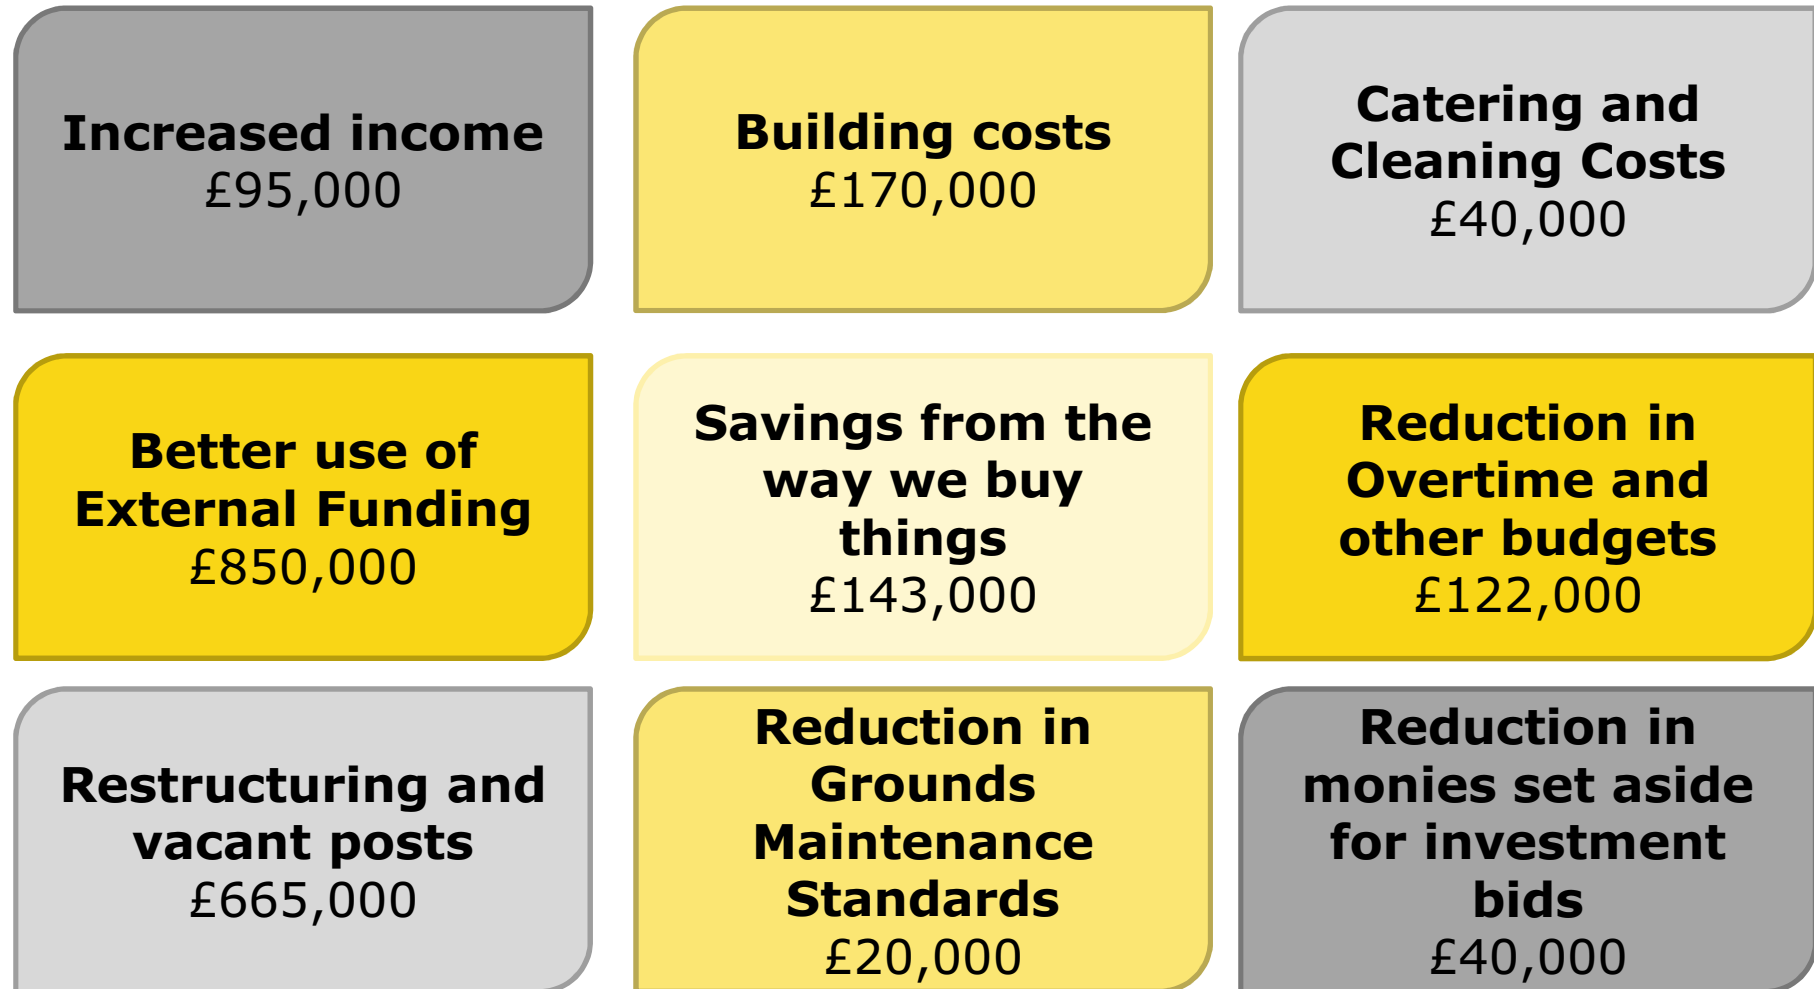 Increased income
£95,000
Building costs
£170,000
Catering and
Cleaning Costs
£40,000
Better use of
External Funding
£850,000
Savings from the
way we buy
things
£143,000
Reduction in
Overtime and
other budgets
£122,000
Restructuring and
vacant posts
£665,000
Reduction in
Grounds
Maintenance
Standards
£20,000
Reduction in
monies set aside
for investment
bids
£40,000